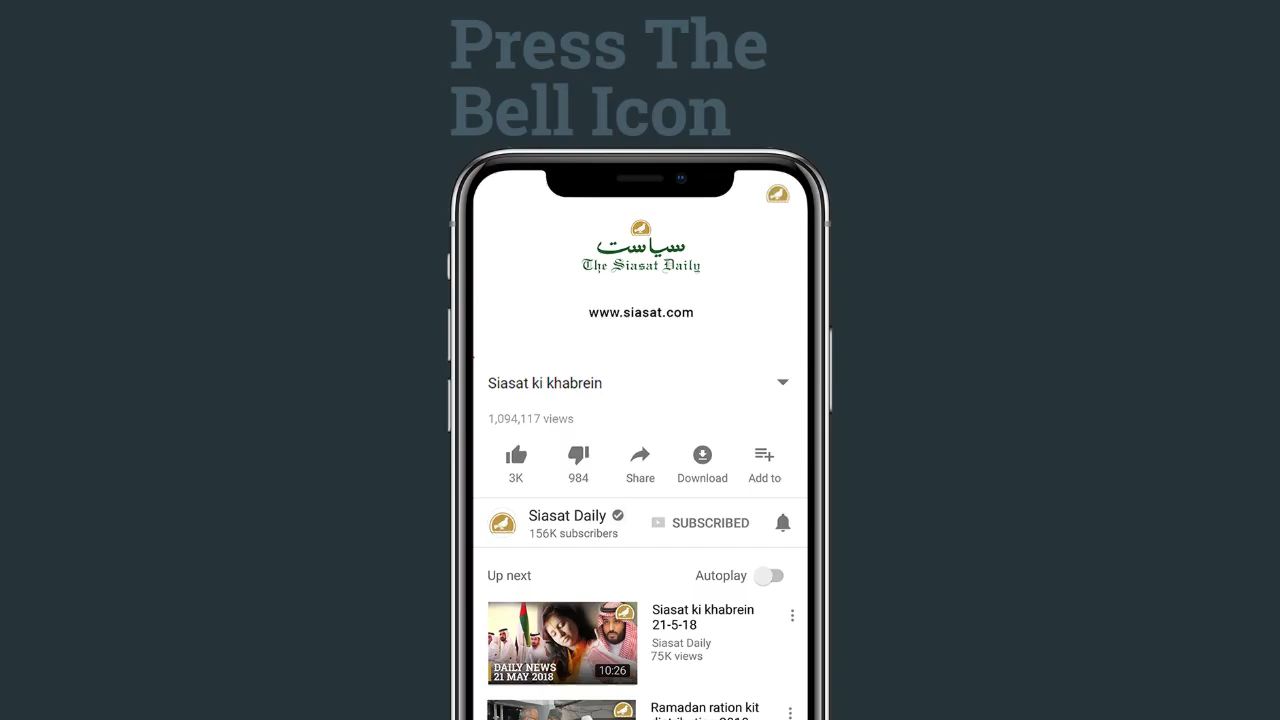 Press The
Bell Icon
سیاست
The Siasat Daily
www.siasat.com
Siasat ki khabrein
1,094,117 views
3K
984
Share
Download
Add to
Siasat Daily
156K subscribers
SUBSCRIBED
Up next
Autoplay
DAILY NEWS
21 MAY 2018
10:26
Siasat ki khabrein
21-5-18
Siasat Daily
75K views
Ramadan ration kit